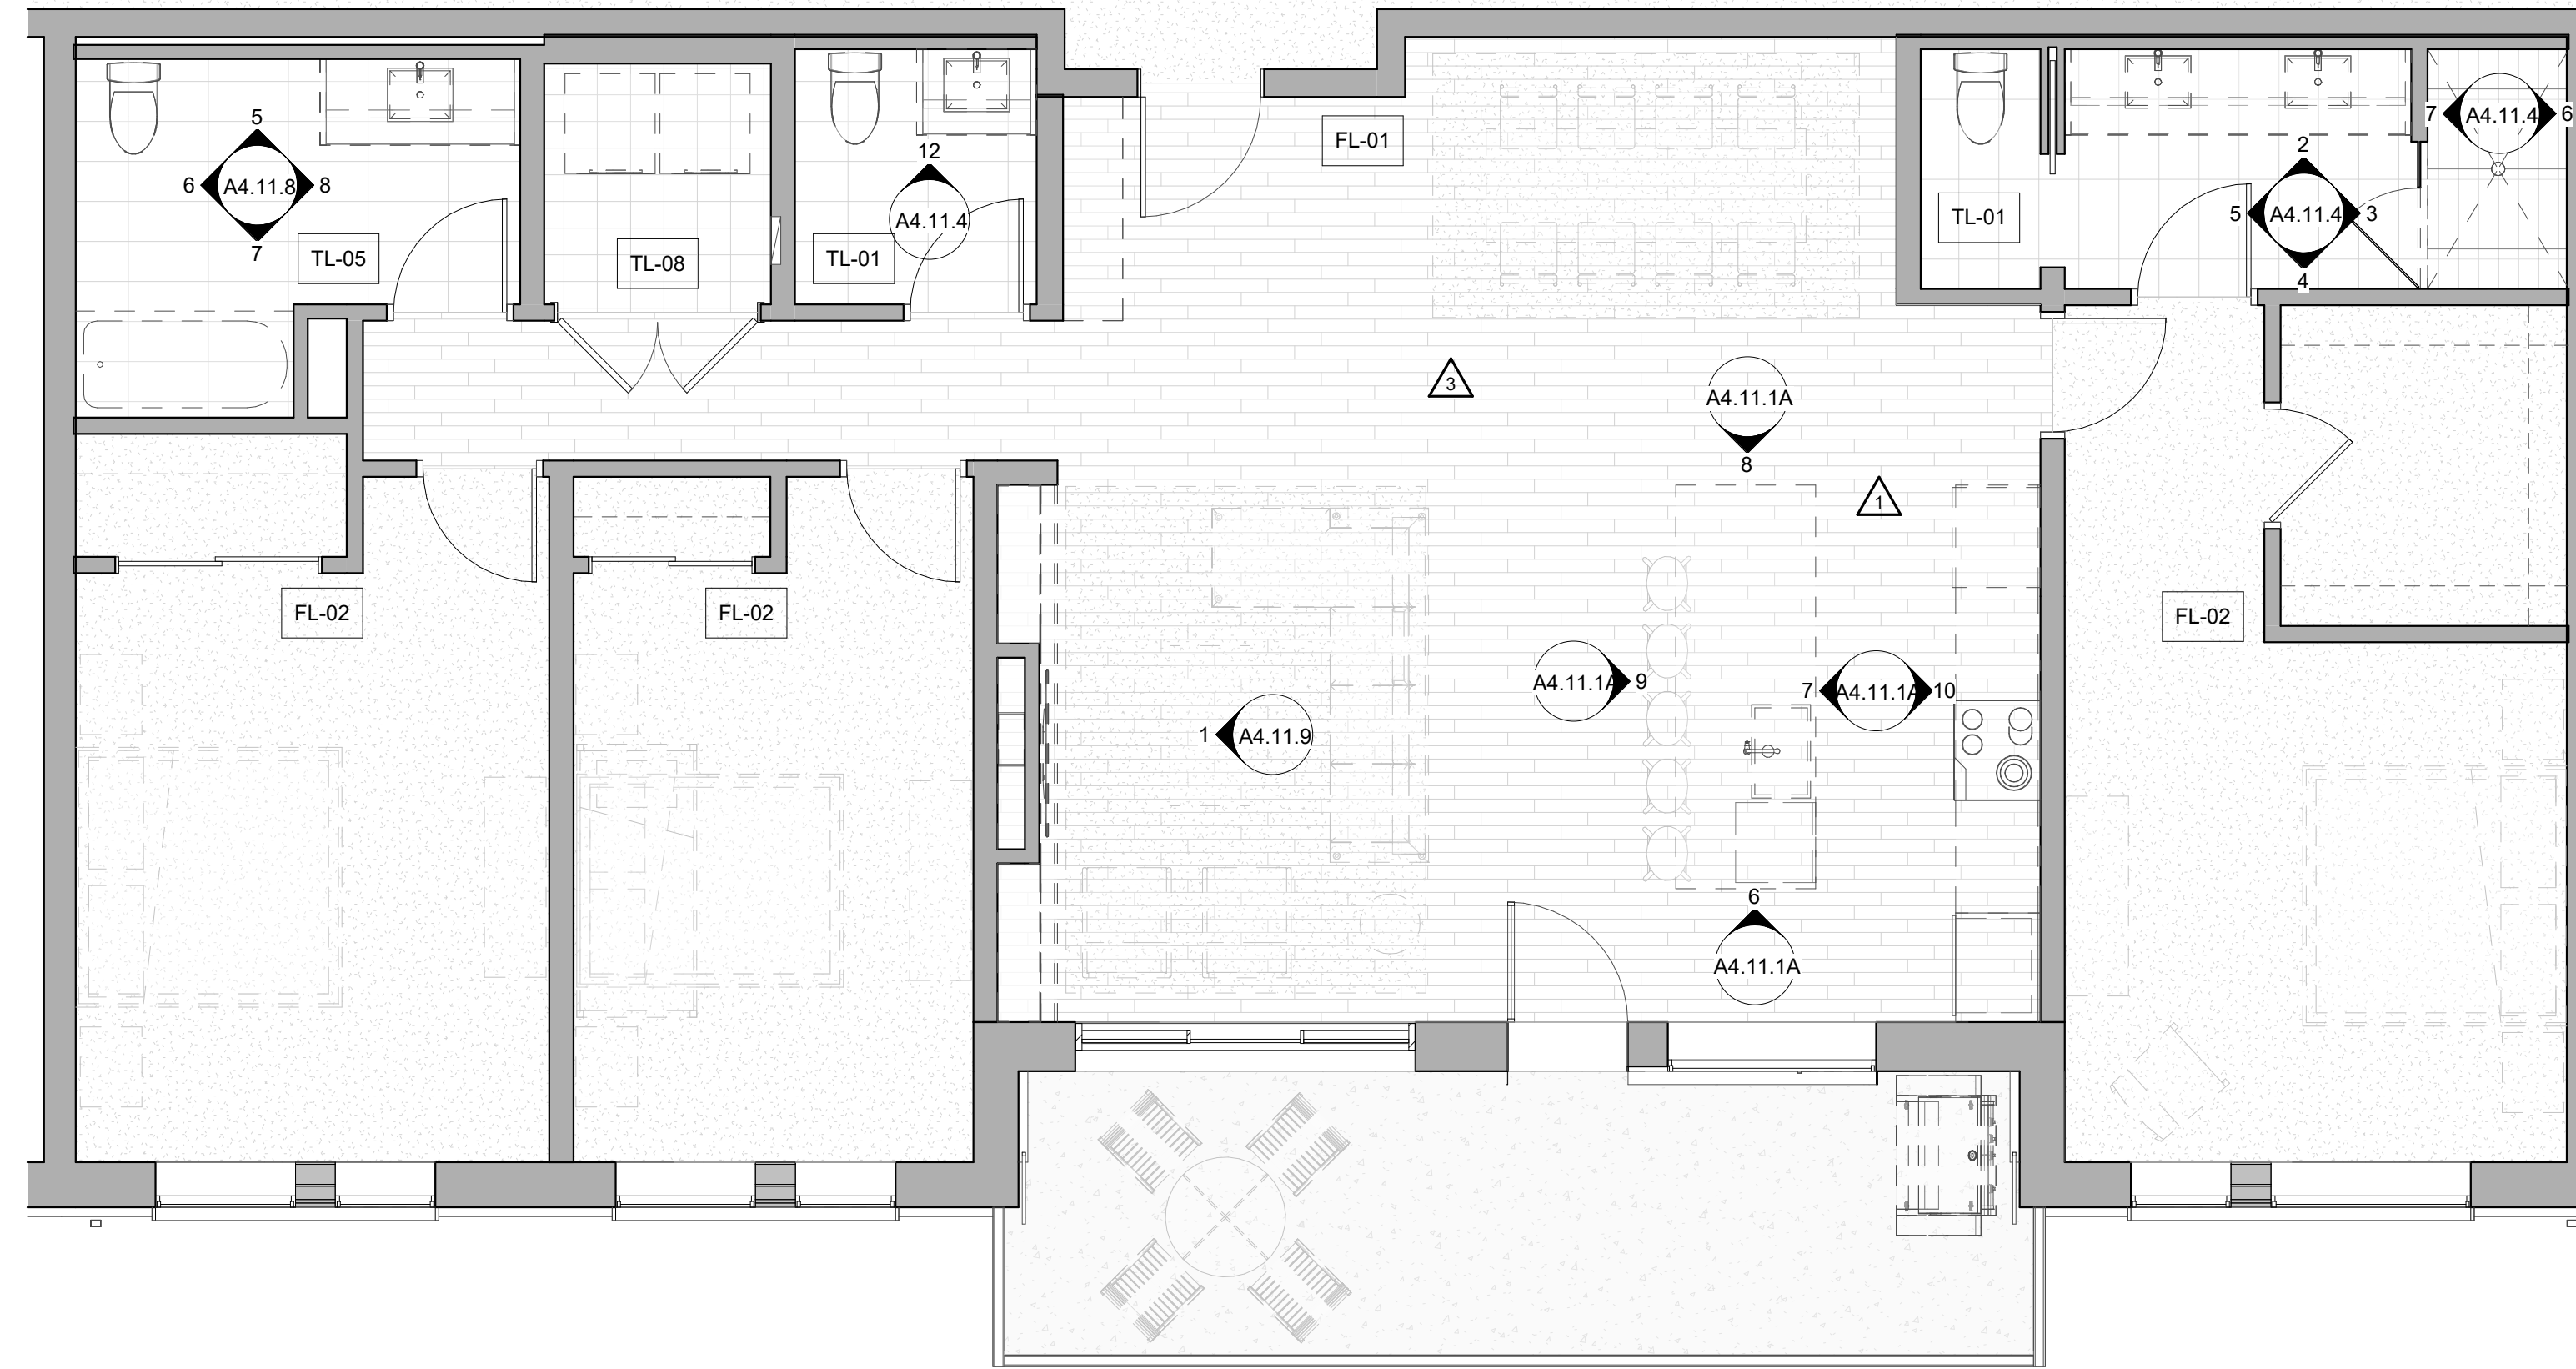 5
6 A4.11.8 8
7
TL-05
TL-08
12
A4.11.4
TL-01
FL-01
TL-01
2
5 A4.11.4 3
4
7 A4.11.4 6
3
A4.11.1A
8
1
FL-02
FL-02
FL-02
1 A4.11.9
A4.11.1A 9
7 A4.11.1A 10
6
A4.11.1A